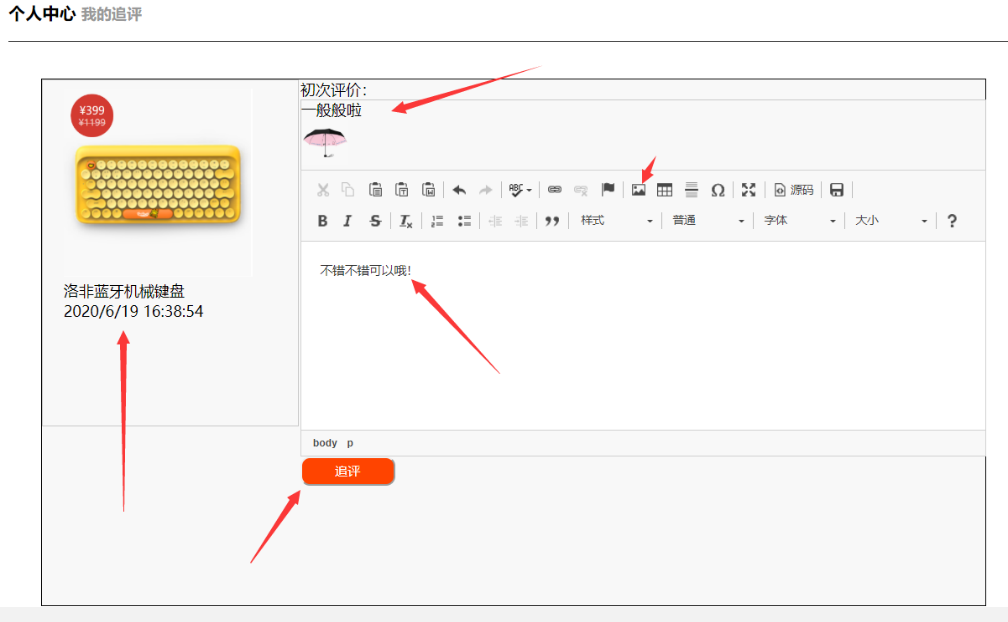 个人中心 我的追评
¥399
¥1199
洛非蓝牙机械键盘
2020/6/19 16:38:54
初次评价：
一般般啦
ABC
源码
B I S Tx
样式 普通 字体 大小 ?
不错不错可以哦!
body p
追评